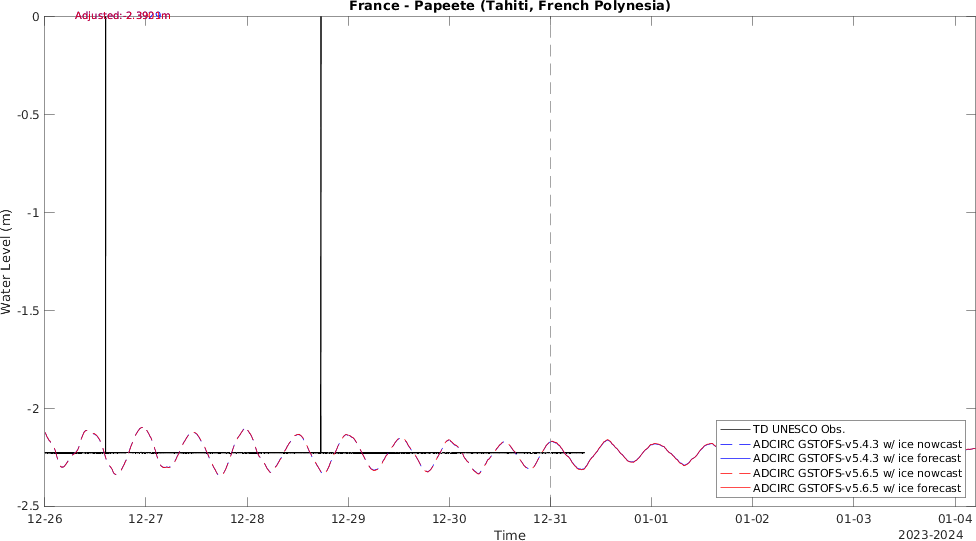 France - Papeete (Tahiti, French Polynesia)
Water Level (m)
0
-0.5
-1
-1.5
-2
-2.5
12-26
12-27
12-28
12-29
12-30
12-31
01-01
01-02
01-03
01-04
Time
2023-2024
TD UNESCO Obs.
ADCIRC GSTOFS-v5.4.3 w/ ice nowcast
ADCIRC GSTOFS-v5.4.3 w/ ice forecast
ADCIRC GSTOFS-v5.6.5 w/ ice nowcast
ADCIRC GSTOFS-v5.6.5 w/ ice forecast